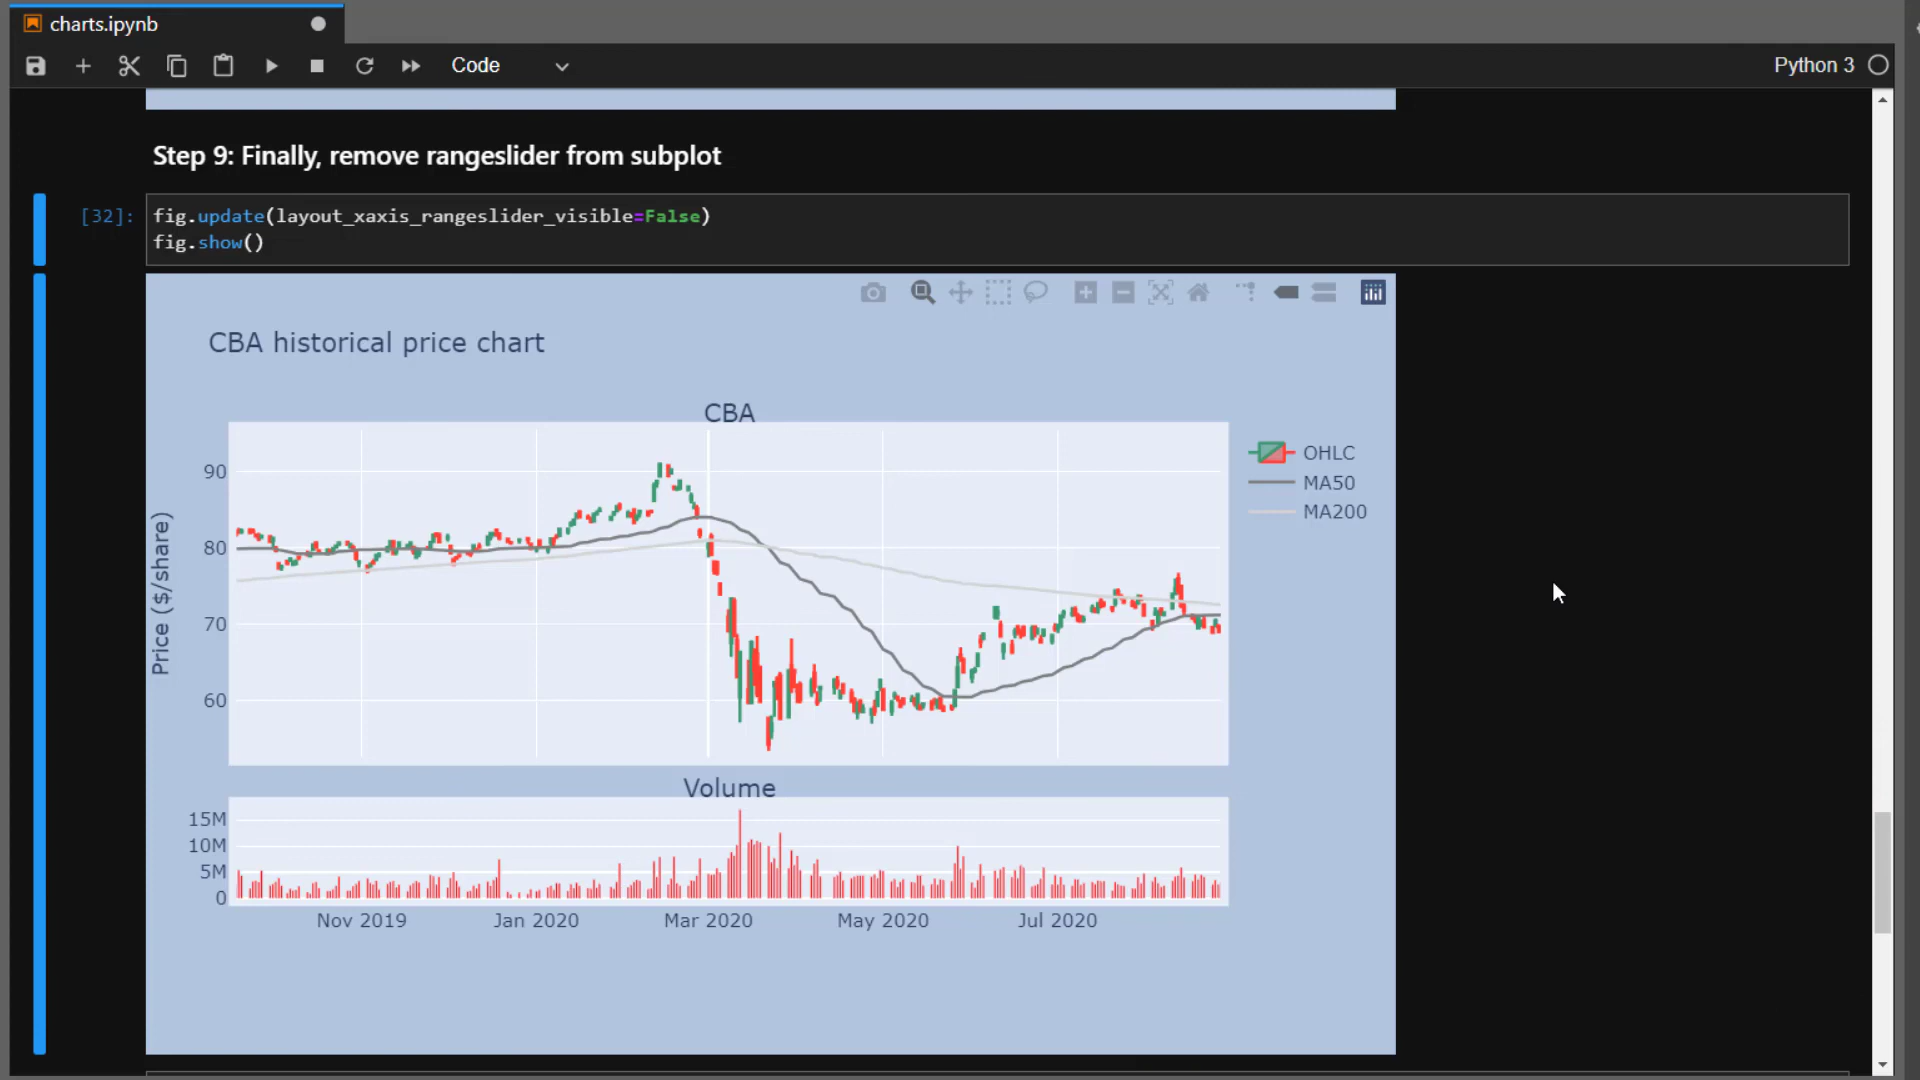 charts.ipynb
Code
Python 3
Step 9: Finally, remove rangeslider from subplot
[32]:
fig.update(layout_xaxis_rangeslider_visible=False)
fig.show()
CBA historical price chart
CBA
OHLC
MA50
MA200
Price ($/share)
90
80
70
60
Volume
15M
10M
5M
0
Nov 2019 Jan 2020 Mar 2020 May 2020 Jul 2020